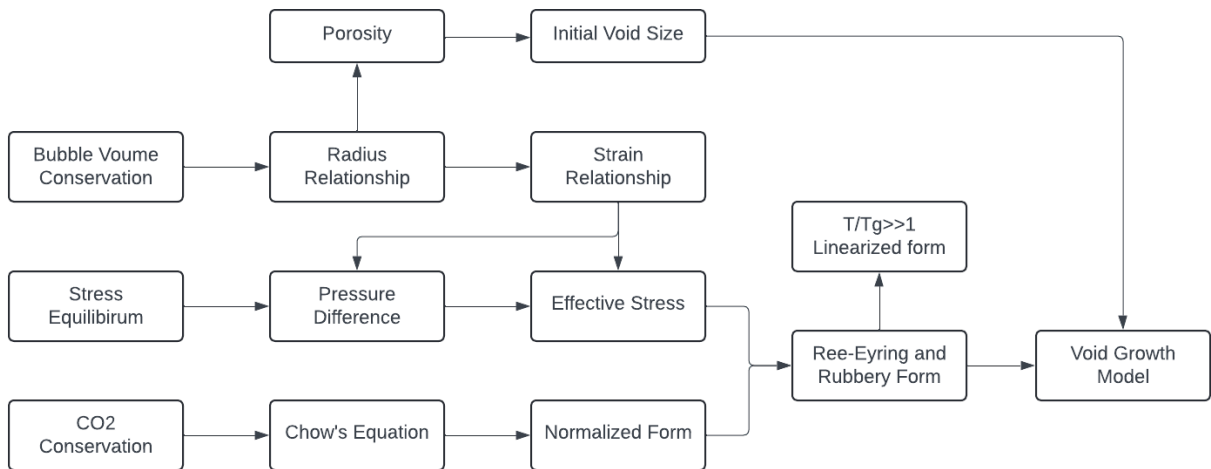 Porosity
Initial Void Size
Bubble Voume
Conservation
Radius
Relationship
Strain
Relationship
T/Tg>>1
Linearized form
Stress
Equilibirum
Pressure
Difference
Effective Stress
Ree-Eyring and
Rubbery Form
Void Growth
Model
CO2
Conservation
Chow's Equation
Normalized Form